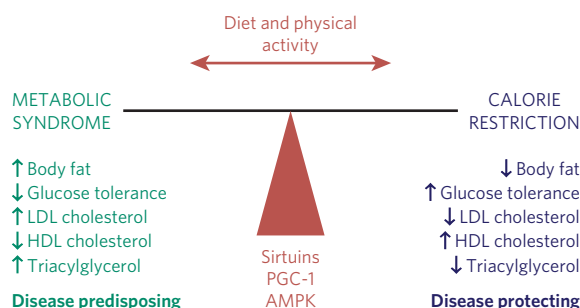 Diet and physical
activity
METABOLIC
SYNDROME
↑ Body fat
↓ Glucose tolerance
↑ LDL cholesterol
↓ HDL cholesterol
↑ Triacylglycerol
Disease predisposing
Sirtuins
PGC-1
AMPK
CALORIE
RESTRICTION
↓ Body fat
↑ Glucose tolerance
↓ LDL cholesterol
↑ HDL cholesterol
↓ Triacylglycerol
Disease protecting